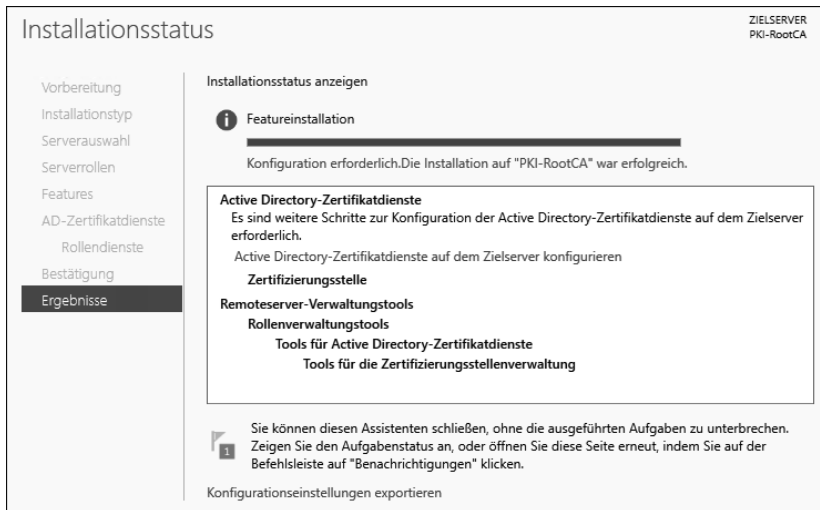 Installationsstatus
ZIELSERVER
PKI-RootCA
Vorbereitung
Installationstyp
Serverauswahl
Serverrollen
Features
AD-Zertifikatdienste
Rollendienste
Bestätigung
Ergebnisse
Installationsstatus anzeigen
Featureinstallation
Konfiguration erforderlich.Die Installation auf "PKI-RootCA" war erfolgreich.
Active Directory-Zertifikatdienste
Es sind weitere Schritte zur Konfiguration der Active Directory-Zertifikatdienste auf dem Zielserver
erforderlich.
Active Directory-Zertifikatdienste auf dem Zielserver konfigurieren
Zertifizierungsstelle
Remoteserver-Verwaltungstools
Rollenverwaltungstools
Tools für Active Directory-Zertifikatdienste
Tools für die Zertifizierungsstellenverwaltung
1
Sie können diesen Assistenten schließen, ohne die ausgeführten Aufgaben zu unterbrechen.
Zeigen Sie den Aufgabenstatus an, oder öffnen Sie diese Seite erneut, indem Sie auf der
Befehlsleiste auf "Benachrichtigungen" klicken.
Konfigurationseinstellungen exportieren